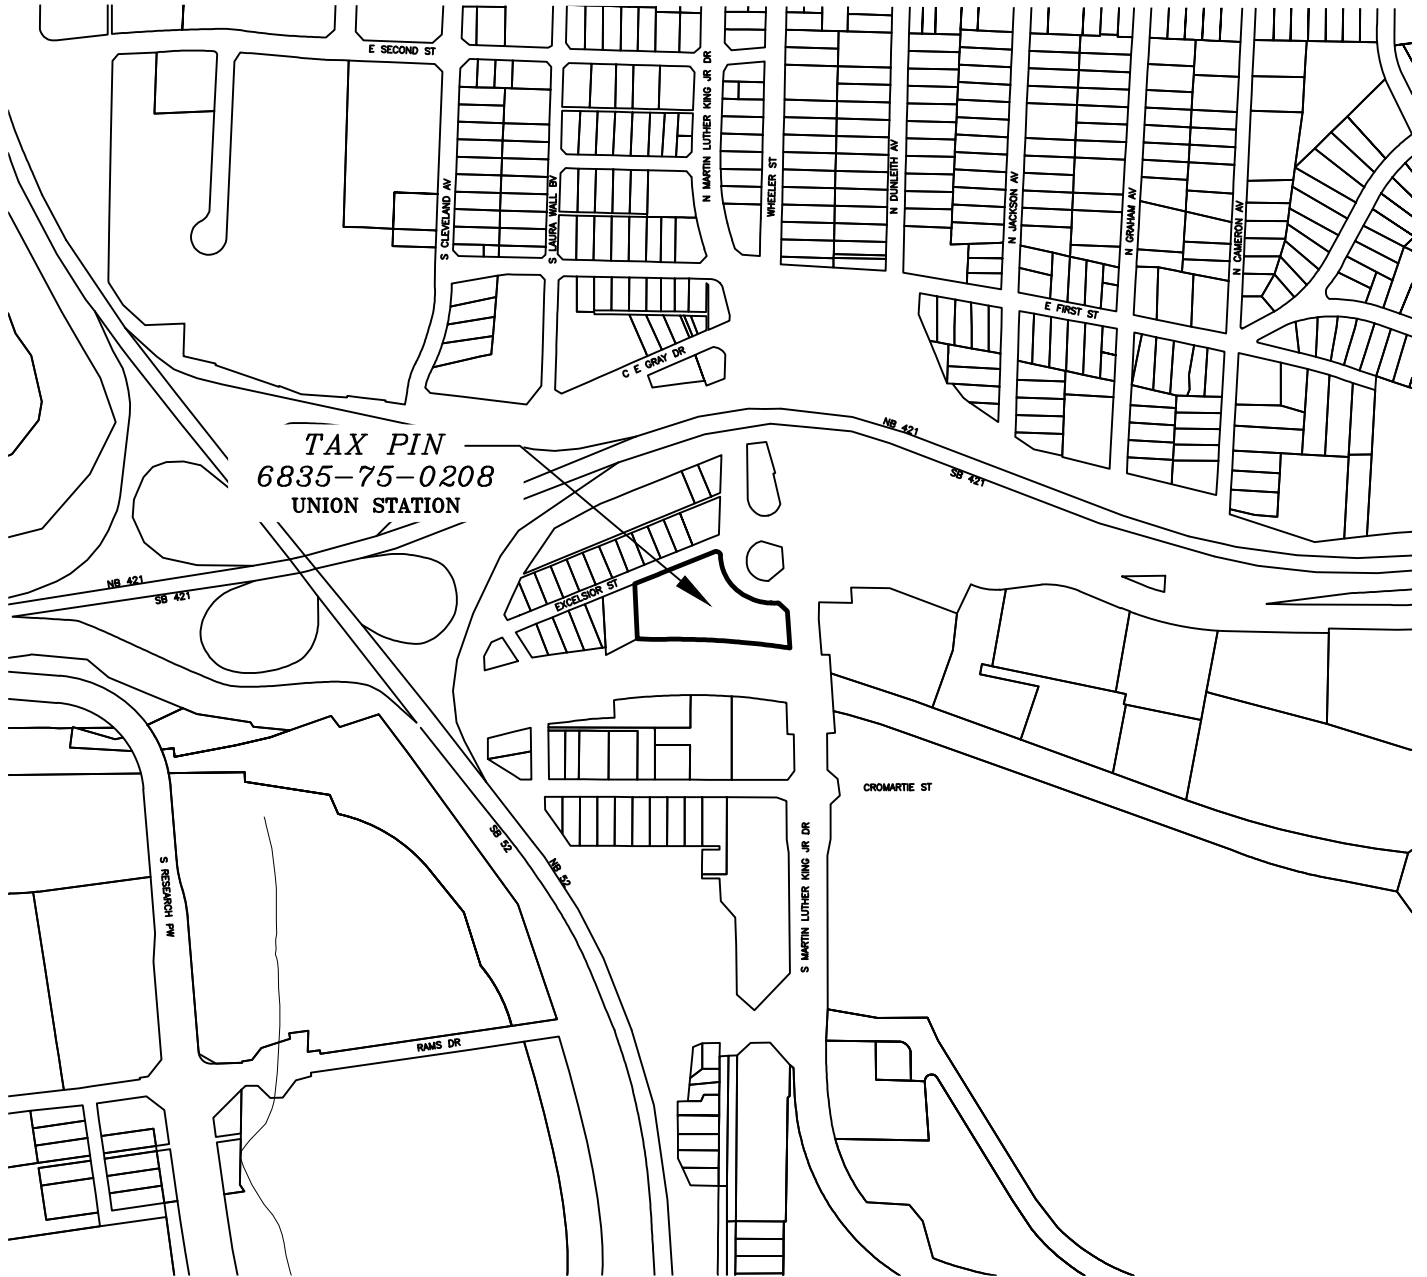 E SECOND ST
N MARTIN LUTHER KING JR DR
S CLEVELAND AV
S LAURA WALL BV
WHEELER ST
N DUNLEITH AV
N JACKSON AV
N GRAHAM AV
N CAMERON AV
E FIRST ST
C E GRAY DR
NB 421
SB 421
TAX PIN
6835-75-0208
UNION STATION
NB 421
SB 421
EXCELSIOR ST
CROMARTIE ST
SB 52
NB 52
S MARTIN LUTHER KING JR DR
S RESEARCH PW
RAMS DR